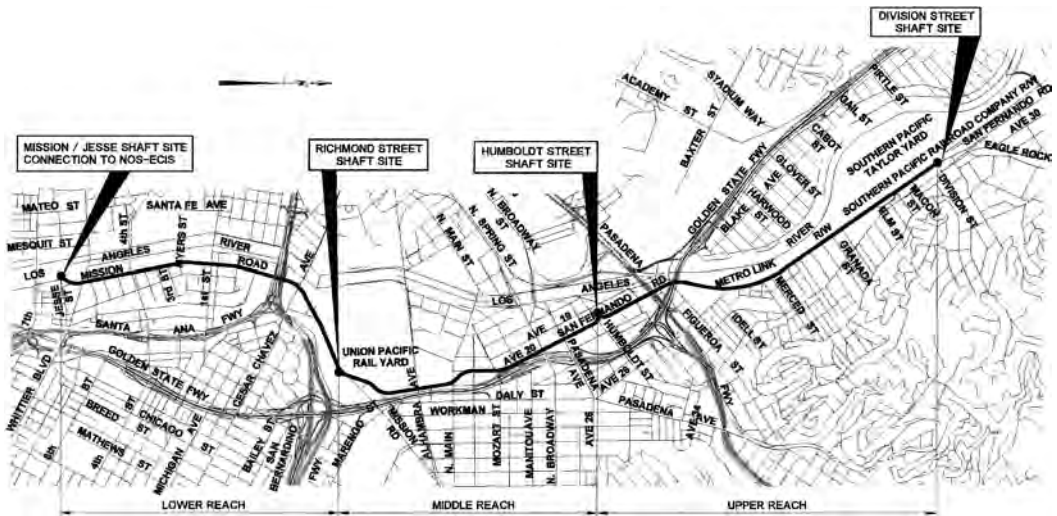 DIVISION STREET
SHAFT SITE
MISSION / JESSE SHAFT SITE
CONNECTION TO NOS-ECIS
RICHMOND STREET
SHAFT SITE
HUMBOLDT STREET
SHAFT SITE
ACADEMY ST
STADIUM WAY
BAXTER ST
GOLDEN STATE FWY
PIRTLE ST
GAIL ST
CABOT ST
GLOVER ST
HARWOOD ST
BLAKE AVE
SOUTHERN PACIFIC
TAYLOR YARD
SOUTHERN PACIFIC RAILROAD COMPANY R/W
SAN FERNANDO RD
AVE 30
EAGLE ROCK
DIVISION ST
MACON ST
ELM ST
GRANADA ST
MERCED ST
IDELL ST
RIVER
METRO LINK R/W
MATEO ST
SANTA FE AVE
MESQUIT ST
4th ST
MYERS ST
LOS ANGELES RIVER
MISSION ROAD
JESSE ST
3rd ST
1st ST
AVE
7th
SANTA ANA FWY
WHITTIER BLVD
GOLDEN STATE FWY
CESAR CHAVEZ AVE
BREED ST
CHICAGO ST
MATHEWS ST
MICHIGAN AVE
BAILEY ST
SAN BERNARDINO FWY
6th
4th
MARENGO ST
UNION PACIFIC
RAIL YARD
N. MAIN ST
N. SPRING ST
N. BROADWAY
PASADENA
LOS ANGELES
AVE 19
SAN FERNANDO RD
AVE 20
MISSION RD
ALHAMBRA AVE
WORKMAN
DALY ST
N. MAIN
MOZART ST
MANITOU AVE
N. BROADWAY
PASADENA AVE
AVE 26
HUMBOLDT ST
AVE 26
FIGUEROA ST
PASADENA AVE
AVE 34
FWY
LOWER REACH
MIDDLE REACH
UPPER REACH